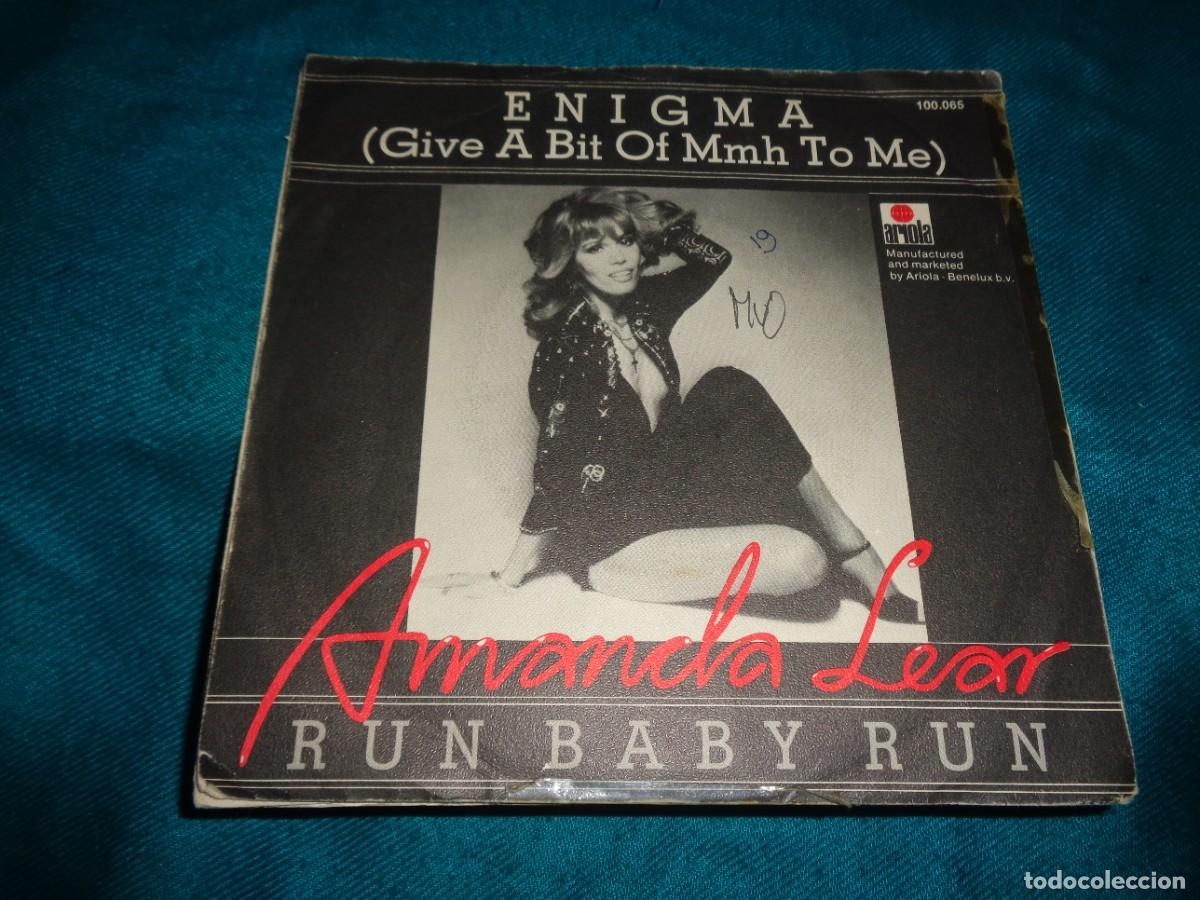 ENIGMA
100.065
(Give A Bit Of Mmh To Me)
ariola
Manufactured
and marketed
by Ariola - Benelux b.v.
19
Amanda Lear
RUN BABY RUN
todocoleccion